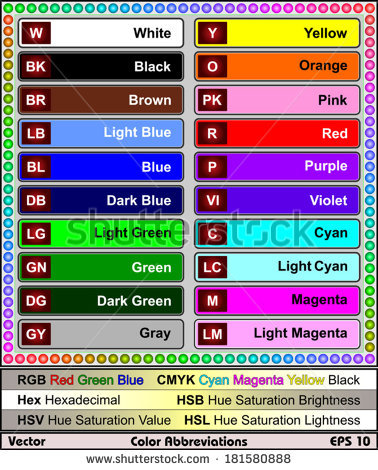 W White Y Yellow
BK Black O Orange
BR Brown PK Pink
LB Light Blue R Red
BL Blue P Purple
DB Dark Blue VI Violet
shutterstock
LG Light Green Cyan
GN Green LC Light Cyan
DG Dark Green M Magenta
GY Gray LM Light Magenta
RGB Red Green Blue CMYK Cyan Magenta Yellow Black
Hex Hexadecimal HSB Hue Saturation Brightness
HSV Hue Saturation Value HSL Hue Saturation Lightness
Vector Color Abbreviations EPS 10
www.shutterstock.com · 181580888